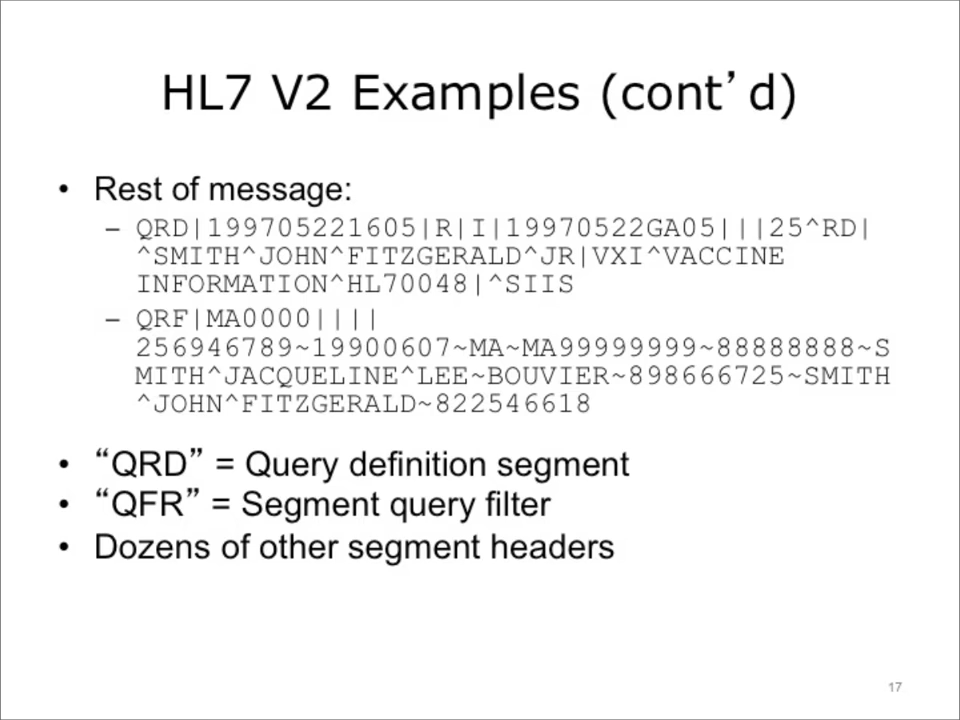 HL7 V2 Examples (cont’d)
• Rest of message:
– QRD|199705221605|R|I|19970522GA05|||25^RD|
^SMITH^JOHN^FITZGERALD^JR|VXI^VACCINE
INFORMATION^HL70048|^SIIS
– QRF|MA0000||||
256946789~19900607~MA~MA99999999~88888888~S
MITH^JACQUELINE^LEE~BOUVIER~898666725~SMITH
^JOHN^FITZGERALD~822546618
• “QRD” = Query definition segment
• “QFR” = Segment query filter
• Dozens of other segment headers
17